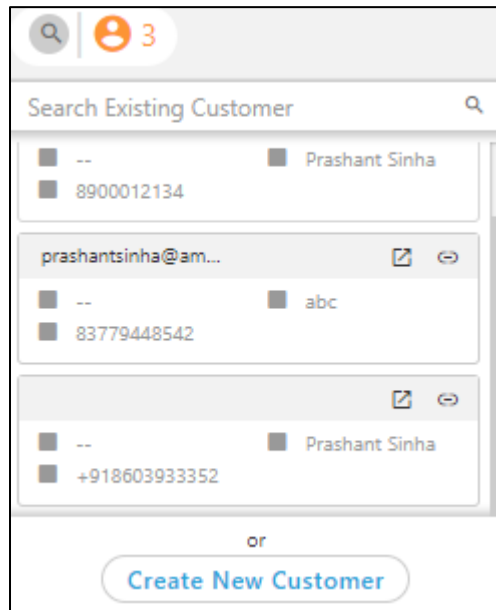 3
Search Existing Customer
-- Prashant Sinha
8900012134
prashantsinha@am...
-- abc
83779448542
-- Prashant Sinha
+918603933352
or
Create New Customer